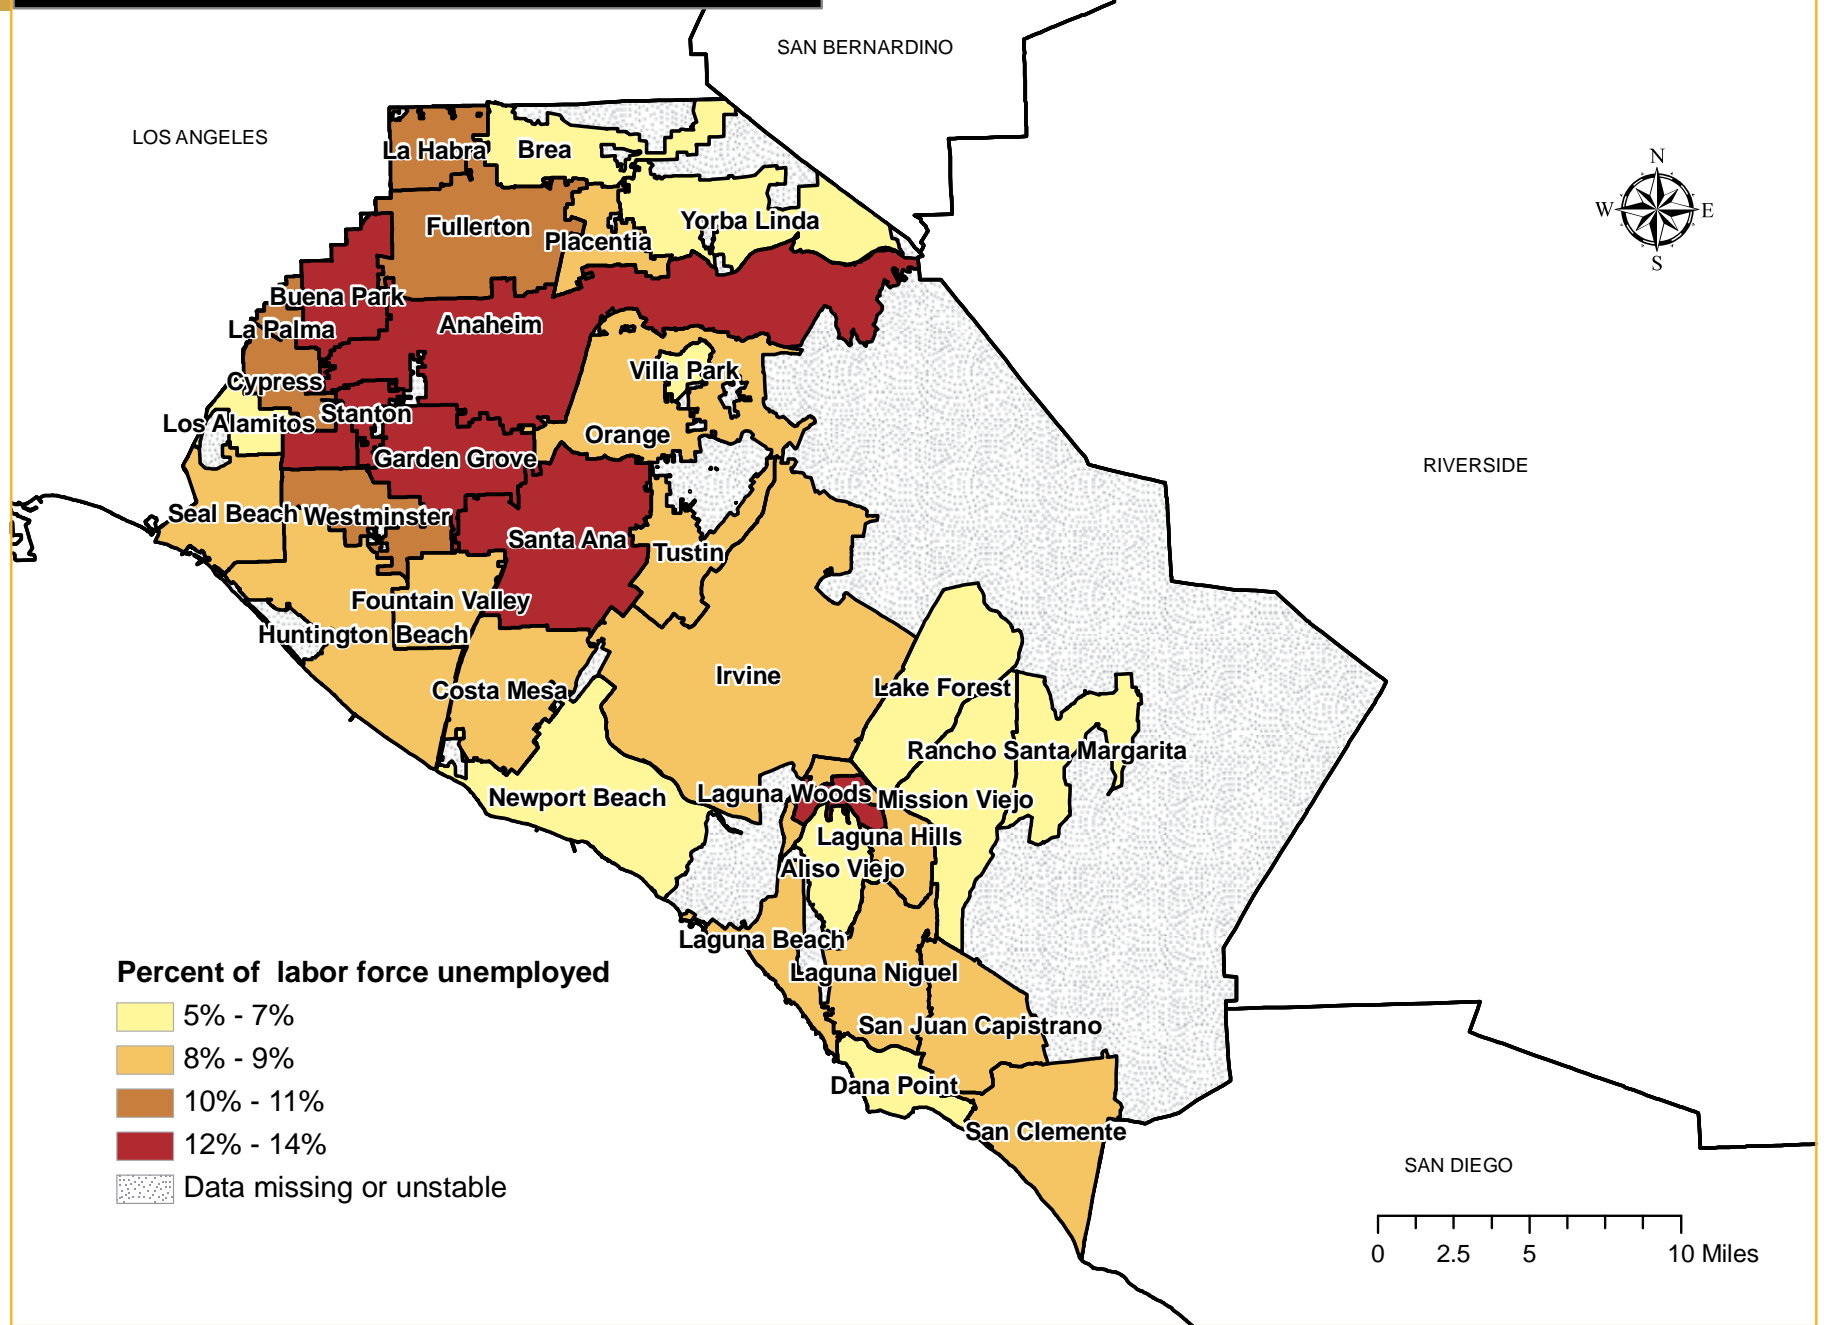 SAN BERNARDINO
LOS ANGELES
La Habra
Brea
N
W E
S
Yorba Linda
Fullerton
Placentia
Buena Park
Anaheim
La Palma
Villa Park
Cypress
Stanton
Los Alamitos
Orange
Garden Grove
RIVERSIDE
Seal Beach
Westminster
Santa Ana
Tustin
Fountain Valley
Huntington Beach
Irvine
Costa Mesa
Lake Forest
Rancho Santa Margarita
Newport Beach
Laguna Woods
Mission Viejo
Laguna Hills
Aliso Viejo
Laguna Beach
Laguna Niguel
San Juan Capistrano
Dana Point
San Clemente
Percent of labor force unemployed
5% - 7%
8% - 9%
10% - 11%
12% - 14%
Data missing or unstable
SAN DIEGO
0 2.5 5 10 Miles